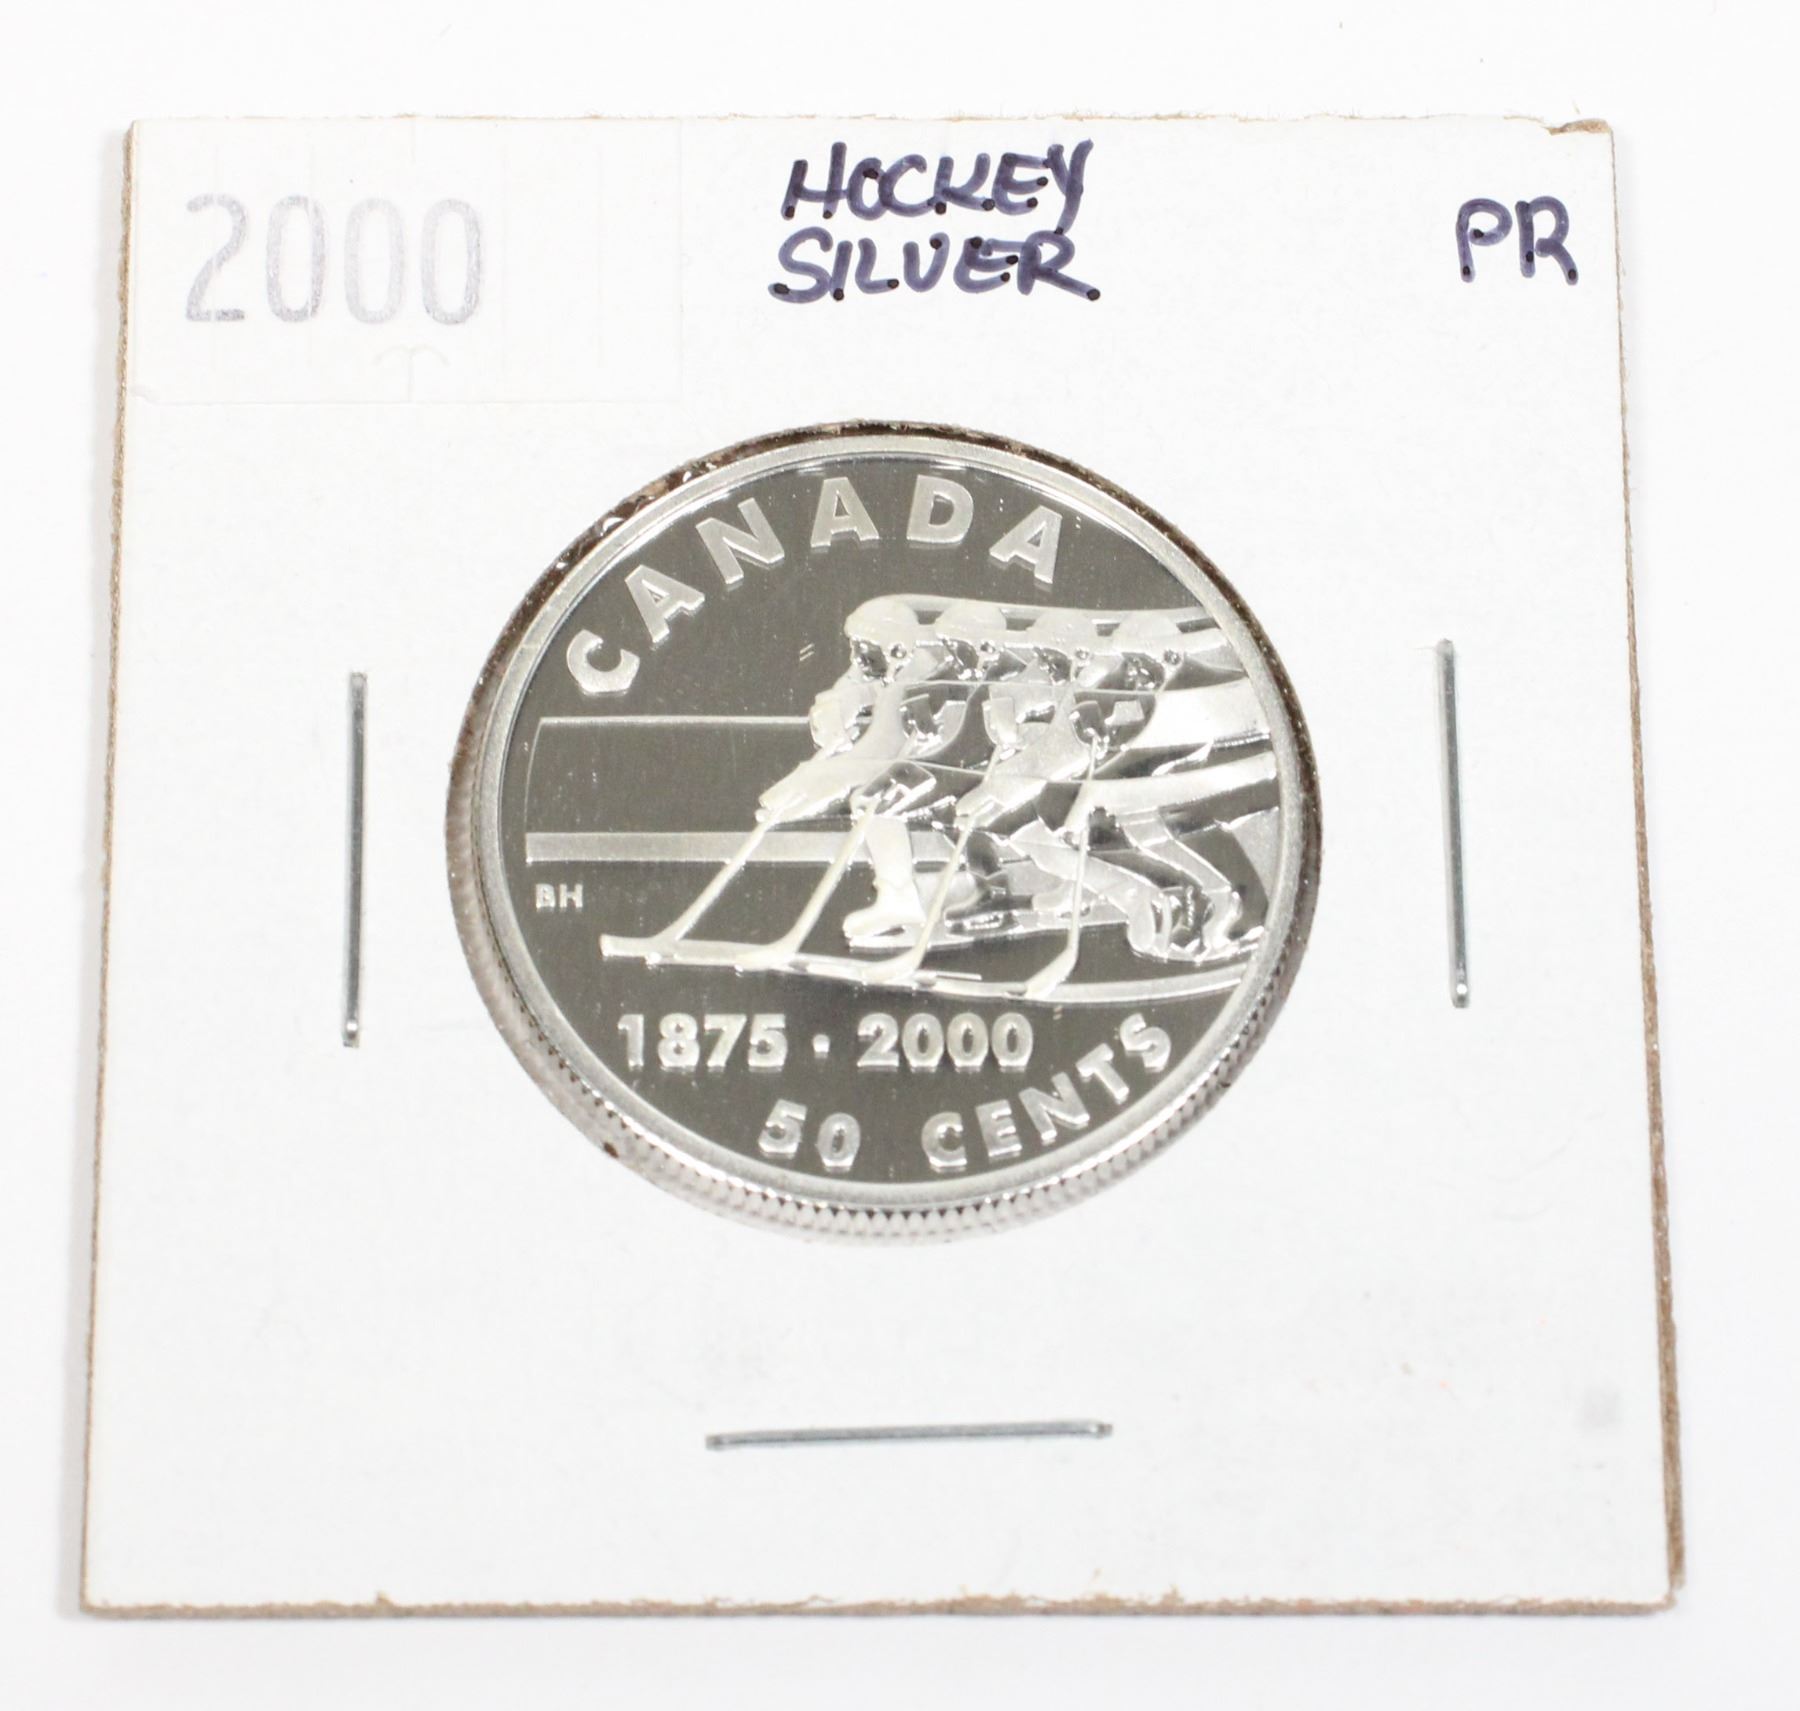 2000
HOCKEY
SILVER
PR
CANADA
BH
1875 · 2000
50 CENTS